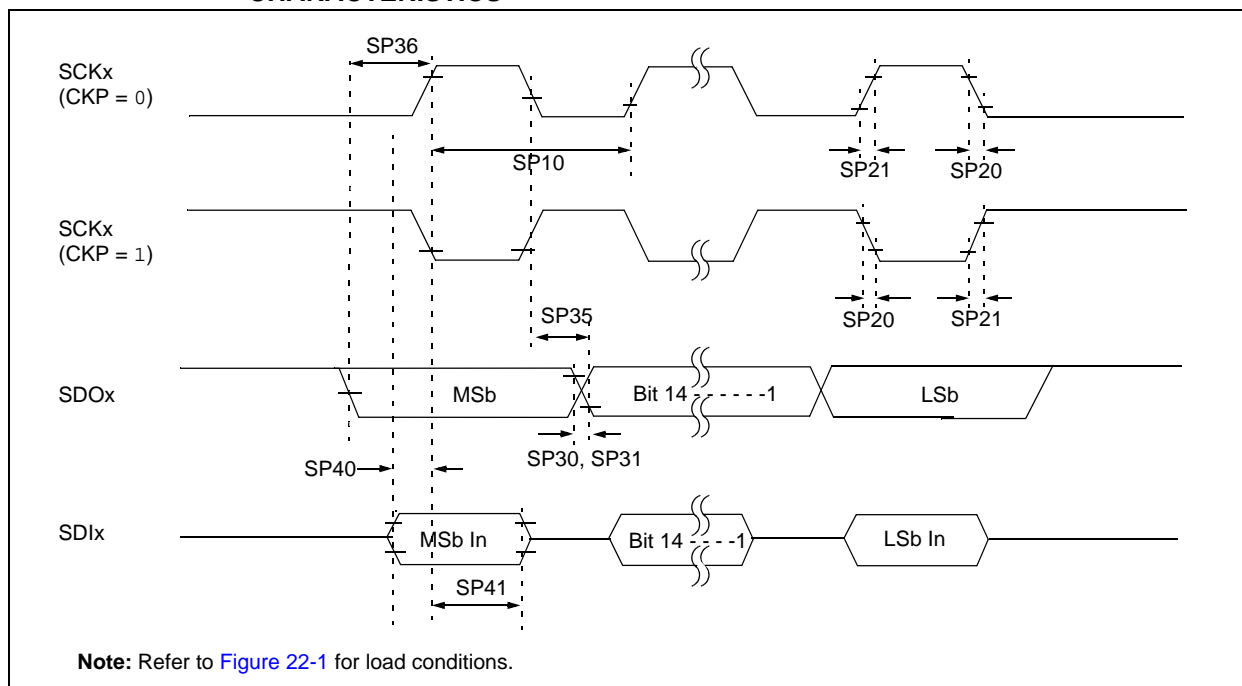 CHARACTERISTICS
SP36
SCKx
(CKP = 0)
SP10
SP21
SP20
SCKx
(CKP = 1)
SP35
SP20
SP21
SDOx
MSb
Bit 14 - - - - - -1
LSb
SP30, SP31
SP40
SDIx
MSb In
Bit 14 - - - -1
LSb In
SP41
Note: Refer to Figure 22-1 for load conditions.